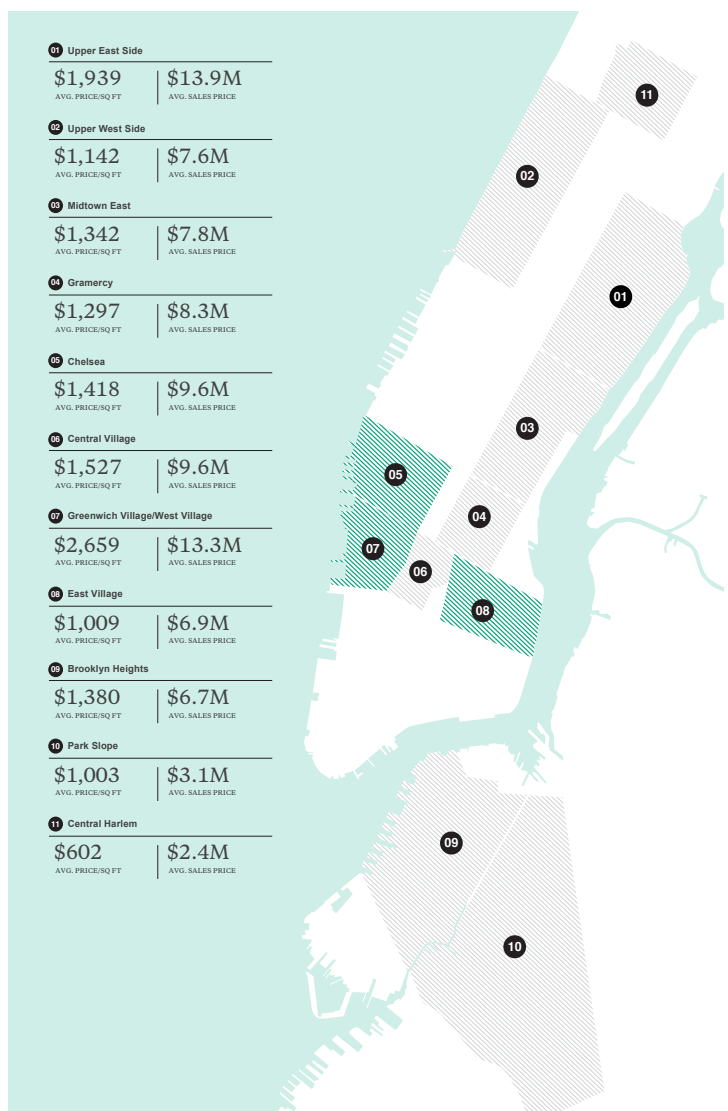 01 Upper East Side
$1,939 $13.9M
AVG. PRICE/SQ FT AVG. SALES PRICE
02 Upper West Side
$1,142 $7.6M
AVG. PRICE/SQ FT AVG. SALES PRICE
03 Midtown East
$1,342 $7.8M
AVG. PRICE/SQ FT AVG. SALES PRICE
04 Gramercy
$1,297 $8.3M
AVG. PRICE/SQ FT AVG. SALES PRICE
05 Chelsea
$1,418 $9.6M
AVG. PRICE/SQ FT AVG. SALES PRICE
06 Central Village
$1,527 $9.6M
AVG. PRICE/SQ FT AVG. SALES PRICE
07 Greenwich Village/West Village
$2,659 $13.3M
AVG. PRICE/SQ FT AVG. SALES PRICE
08 East Village
$1,009 $6.9M
AVG. PRICE/SQ FT AVG. SALES PRICE
09 Brooklyn Heights
$1,380 $6.7M
AVG. PRICE/SQ FT AVG. SALES PRICE
10 Park Slope
$1,003 $3.1M
AVG. PRICE/SQ FT AVG. SALES PRICE
11 Central Harlem
$602 $2.4M
AVG. PRICE/SQ FT AVG. SALES PRICE
11
02
01
03
05
04
07
06
08
09
10